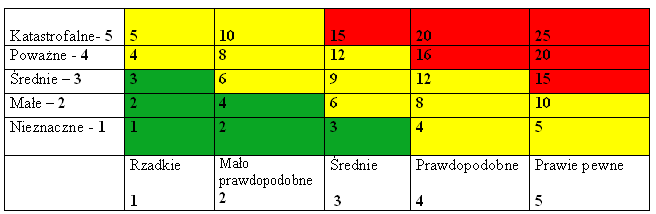 Katastrofalne- 5 5 10 15 20 25
Poważne - 4 4 8 12 16 20
Średnie – 3 3 6 9 12 15
Małe – 2 2 4 6 8 10
Nieznaczne - 1 1 2 3 4 5
Rzadkie Mało Średnie Prawdopodobne Prawie pewne
prawdopodobne
1 2 3 4 5